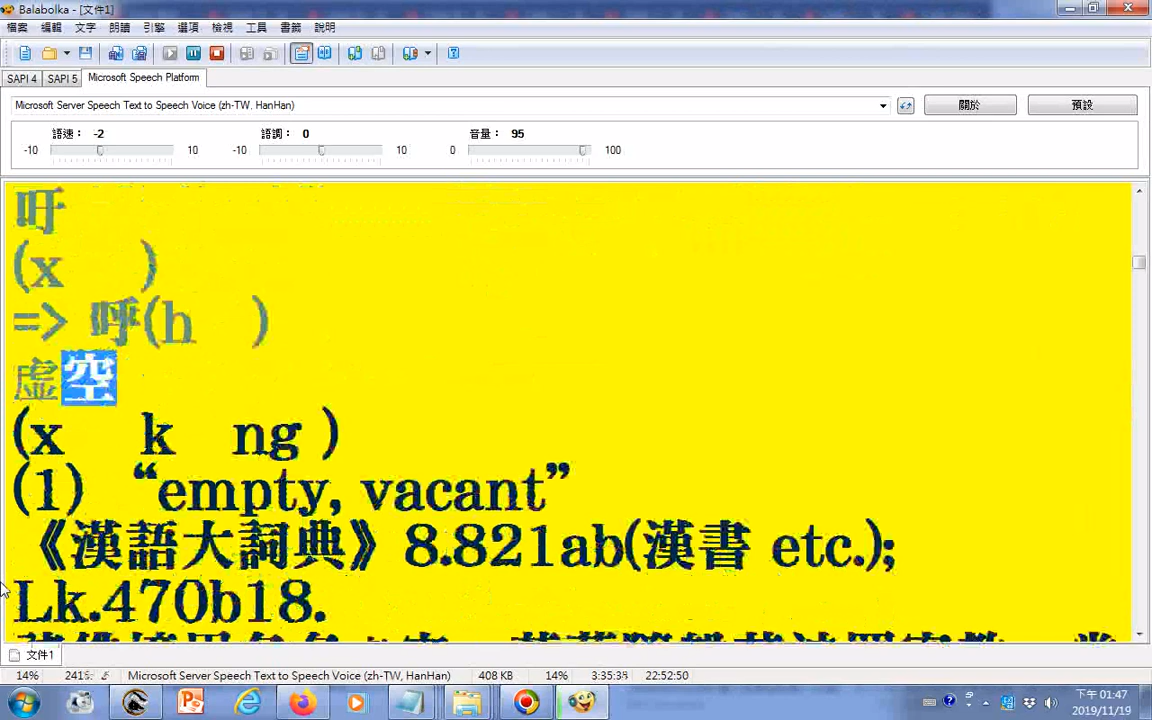 Balabolka - [文件1]
檔案 編輯 文字 朗讀 引擎 選項 檢視 工具 書籤 說明
SAPI 4 SAPI 5 Microsoft Speech Platform
Microsoft Server Speech Text to Speech Voice (zh-TW, HanHan) 關於 預設
語速： -2 語調： 0 音量： 95
-10 10 -10 10 0 100
吁
(x )
=> 呼(h )
虛空
(x k ng )
(1) “empty, vacant”
《漢語大詞典》 8.821ab(漢書 etc.);
Lk.470b18.
文件1
14% Microsoft Server Speech Text to Speech Voice (zh-TW, HanHan) 408 KB 14% 3:35:38 22:52:50
下午 01:47
2019/11/19